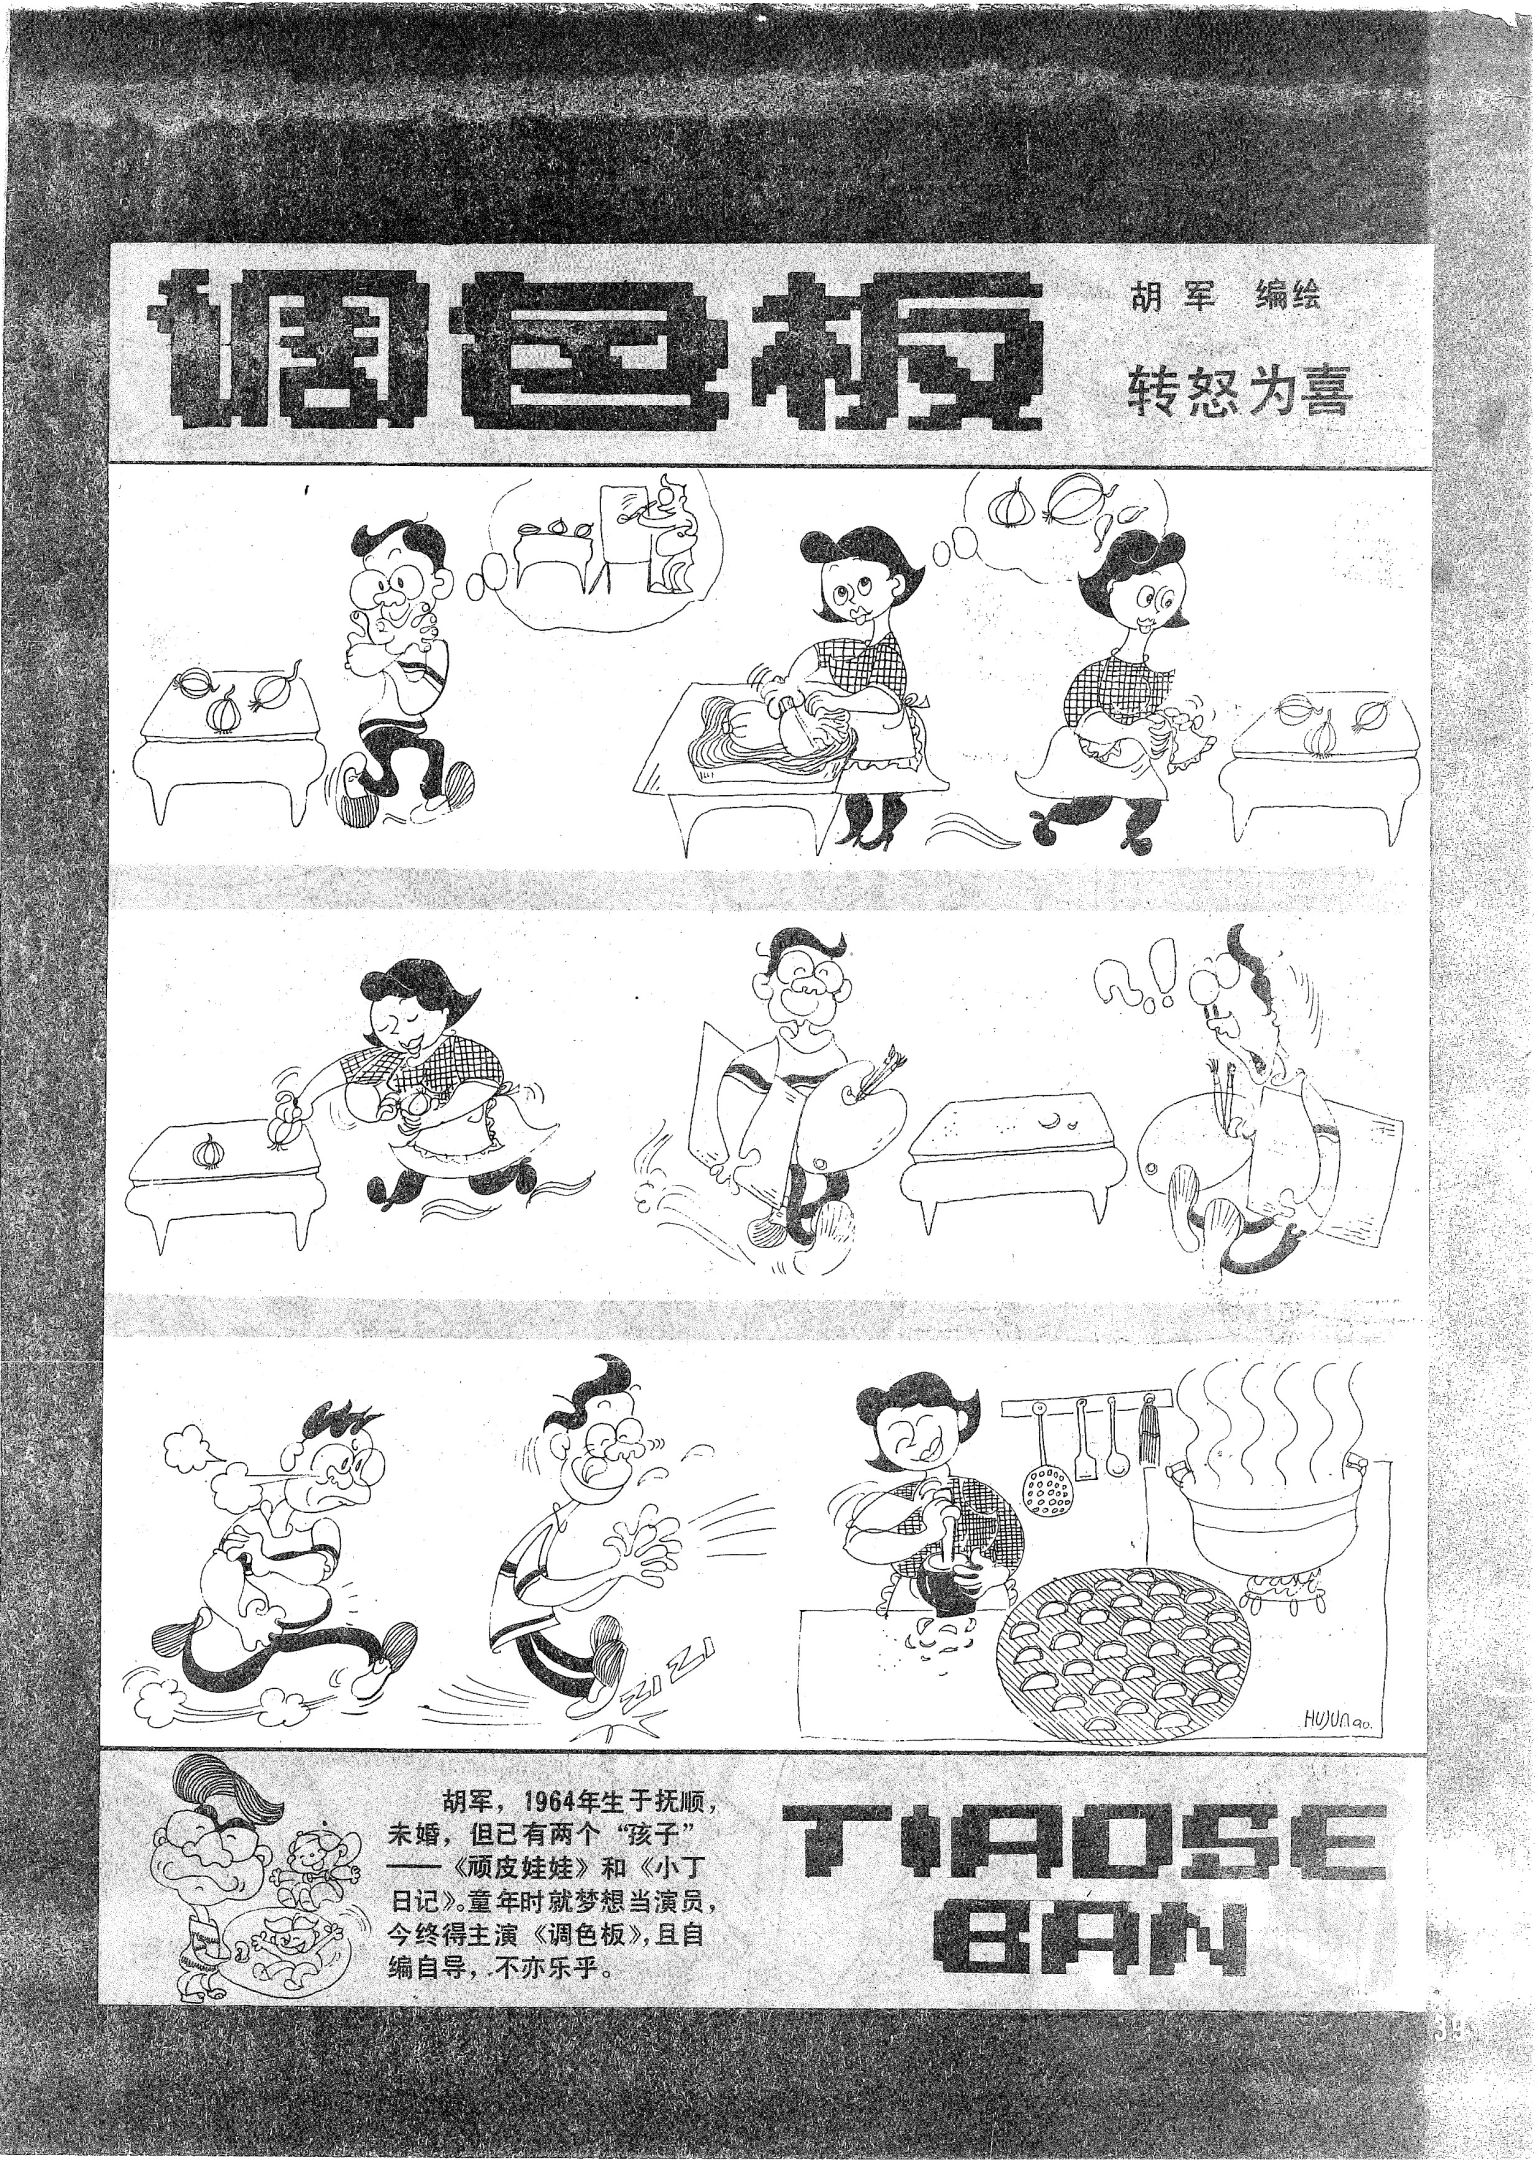 调色板
胡军 编绘
转怒为喜
?!
ZIZI
HUJUN 90.
胡军，1964年生于抚顺，
未婚，但已有两个“孩子”
——《顽皮娃娃》和《小丁
日记》。童年时就梦想当演员，
今终得主演《调色板》，且自
编自导，不亦乐乎。
TIAOSE
BAN
39